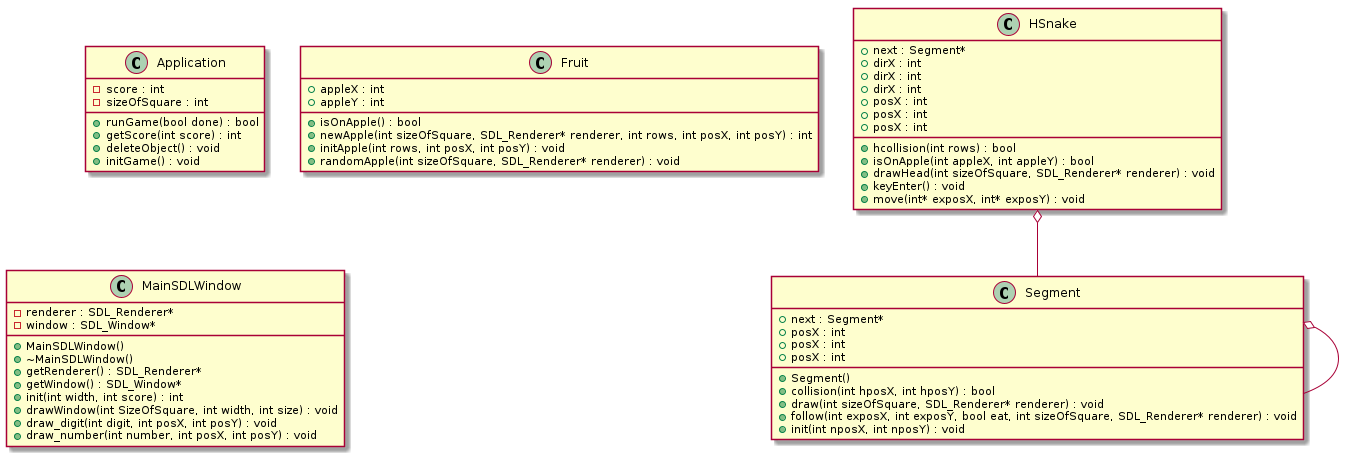 C Application
score : int
sizeOfSquare : int
runGame(bool done) : bool
getScore(int score) : int
deleteObject() : void
initGame() : void
C Fruit
appleX : int
appleY : int
isOnApple() : bool
newApple(int sizeOfSquare, SDL_Renderer* renderer, int rows, int posX, int posY) : int
initApple(int rows, int posX, int posY) : void
randomApple(int sizeOfSquare, SDL_Renderer* renderer) : void
C HSnake
next : Segment*
dirX : int
dirX : int
dirX : int
posX : int
posX : int
posX : int
hcollision(int rows) : bool
isOnApple(int appleX, int appleY) : bool
drawHead(int sizeOfSquare, SDL_Renderer* renderer) : void
keyEnter() : void
move(int* exposX, int* exposY) : void
C MainSDLWindow
renderer : SDL_Renderer*
window : SDL_Window*
MainSDLWindow()
~MainSDLWindow()
getRenderer() : SDL_Renderer*
getWindow() : SDL_Window*
init(int width, int score) : int
drawWindow(int SizeOfSquare, int width, int size) : void
draw_digit(int digit, int posX, int posY) : void
draw_number(int number, int posX, int posY) : void
C Segment
next : Segment*
posX : int
posX : int
posX : int
Segment()
collision(int hposX, int hposY) : bool
draw(int sizeOfSquare, SDL_Renderer* renderer) : void
follow(int exposX, int exposY, bool eat, int sizeOfSquare, SDL_Renderer* renderer) : void
init(int nposX, int nposY) : void